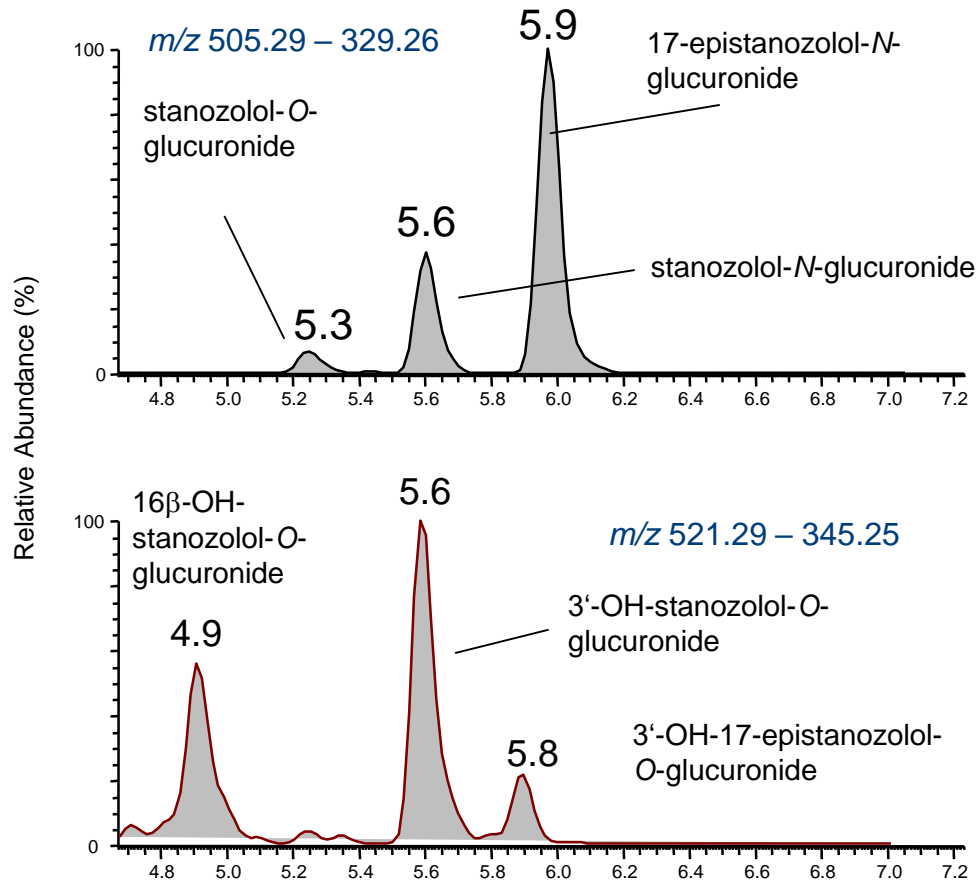 m/z 505.29 – 329.26
5.9
17-epistanozolol-N-
glucuronide
100
stanozolol-O-
glucuronide
5.6
stanozolol-N-glucuronide
5.3
0
4.8 5.0 5.2 5.4 5.6 5.8 6.0 6.2 6.4 6.6 6.8 7.0 7.2
Relative Abundance (%)
16β-OH-
stanozolol-O-
glucuronide
5.6
100
m/z 521.29 – 345.25
3‘-OH-stanozolol-O-
glucuronide
4.9
5.8
3‘-OH-17-epistanozolol-
O-glucuronide
0
4.8 5.0 5.2 5.4 5.6 5.8 6.0 6.2 6.4 6.6 6.8 7.0 7.2